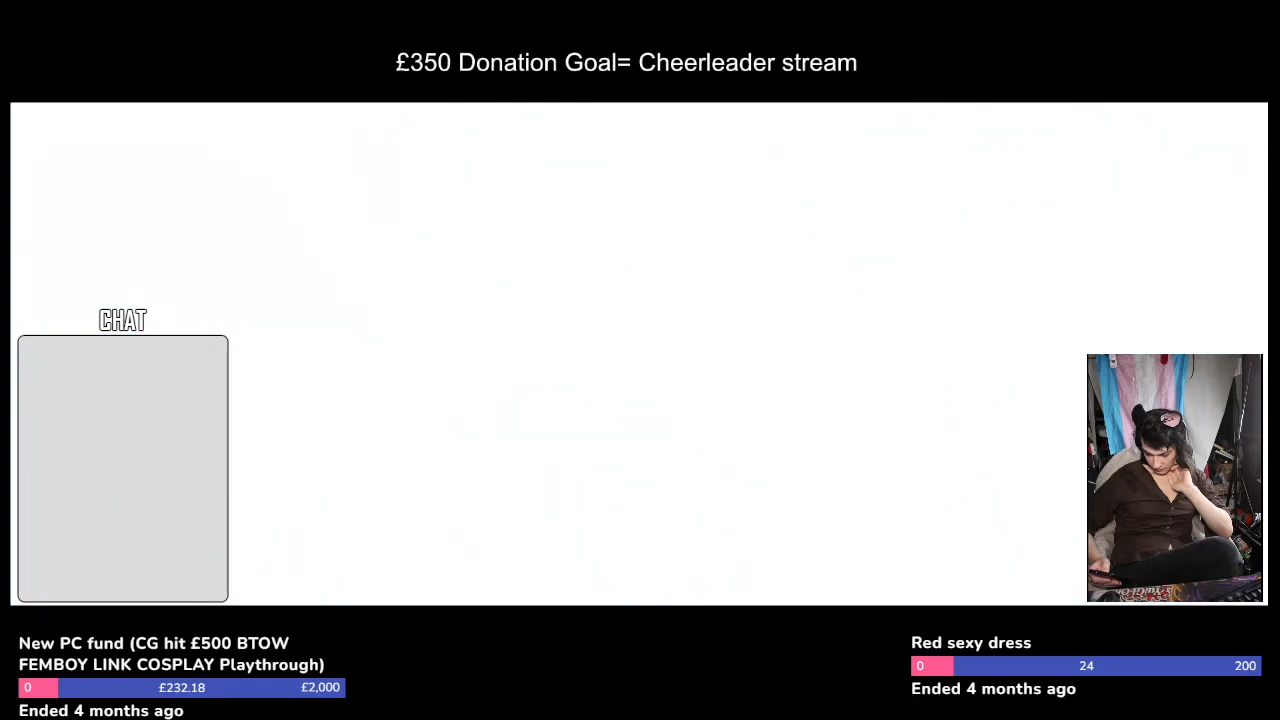 £350 Donation Goal= Cheerleader stream
CHAT
New PC fund (CG hit £500 BTOW
FEMBOY LINK COSPLAY Playthrough)
0 £232.18 £2,000
Ended 4 months ago
Red sexy dress
0 24 200
Ended 4 months ago